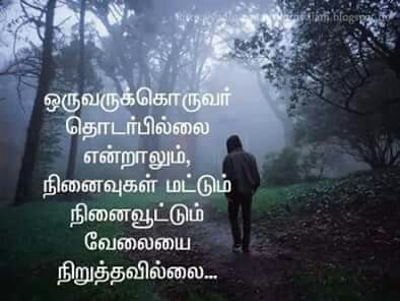 ஒருவருக்கொருவர்
தொடர்பில்லை
என்றாலும்,
நினைவுகள் மட்டும்
நினைவூட்டும்
வேலையை
நிறுத்தவில்லை...